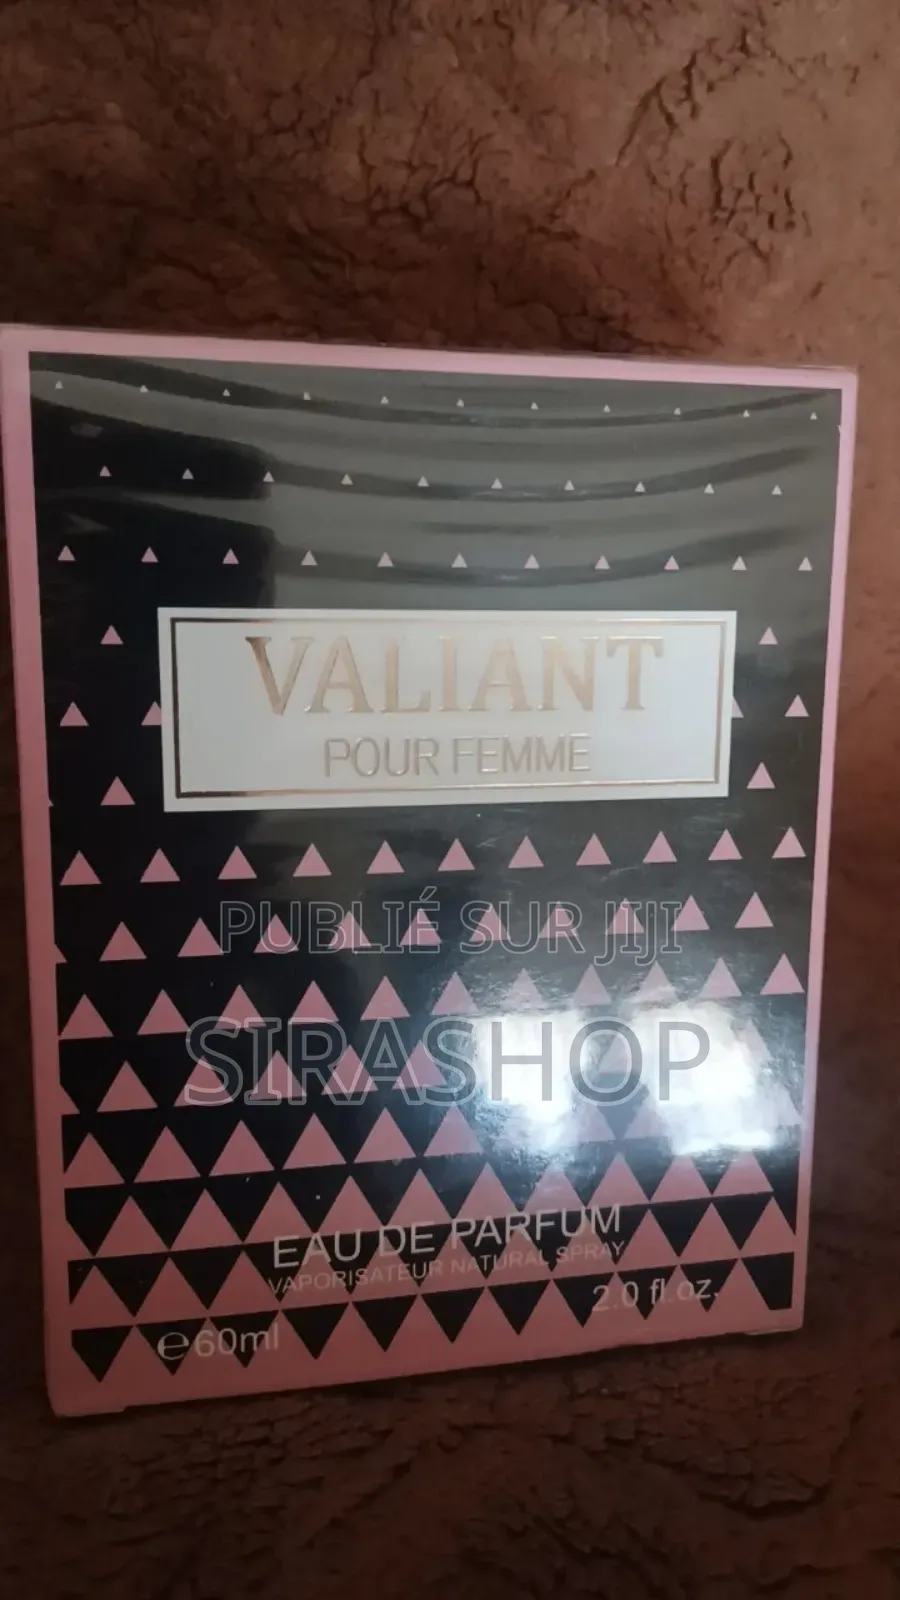 VALIANT
POUR FEMME
PUBLIÉ SUR JIJI
SIRASHOP
EAU DE PARFUM
VAPORISATEUR NATURAL SPRAY
2.0 fl.oz.
℮60ml